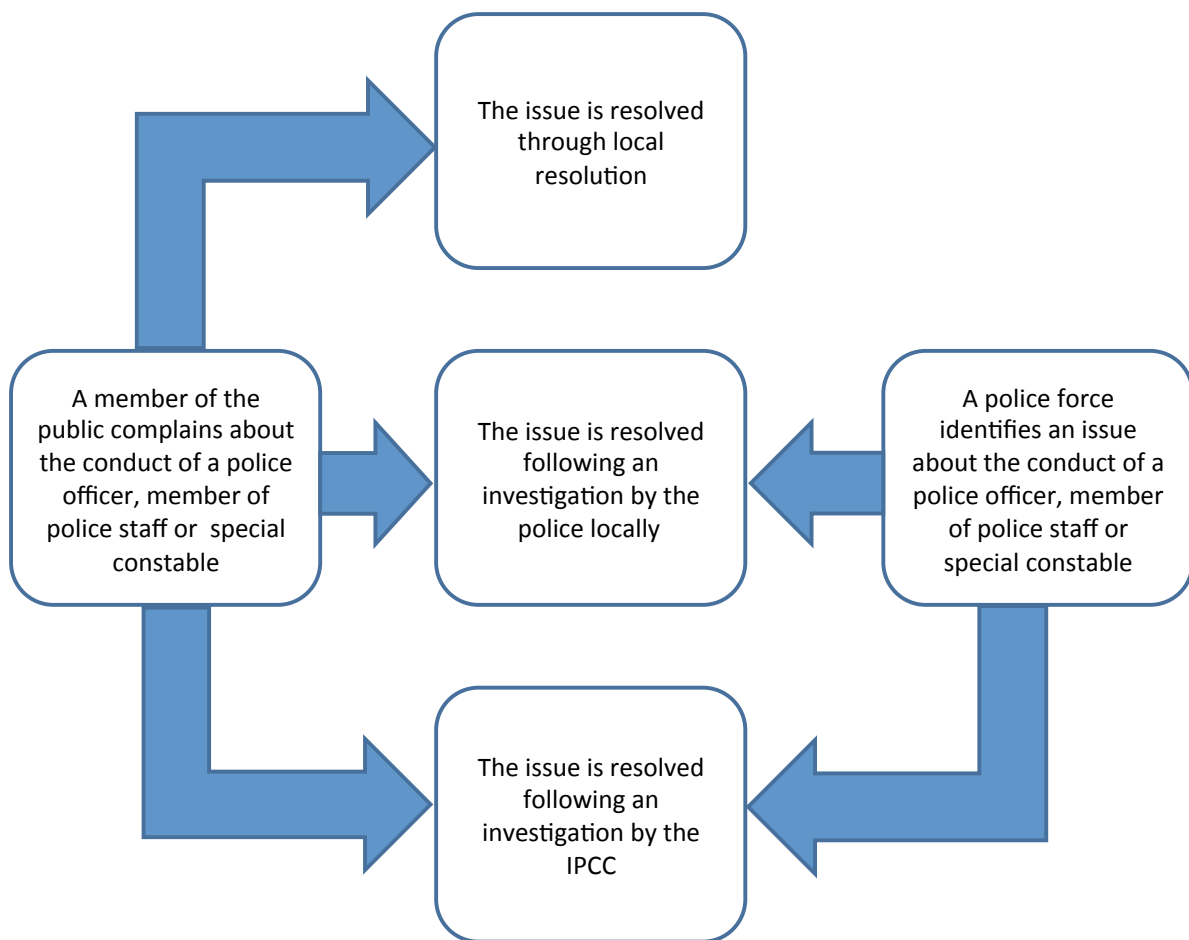 The issue is resolved
through local
resolution
A member of the
public complains about
the conduct of a police
officer, member of
police staff or  special
constable
The issue is resolved
following an
investigation by the
police locally
A police force
identifies an issue
about the conduct of a
police officer, member
of police staff or
special constable
The issue is resolved
following an
investigation by the
IPCC